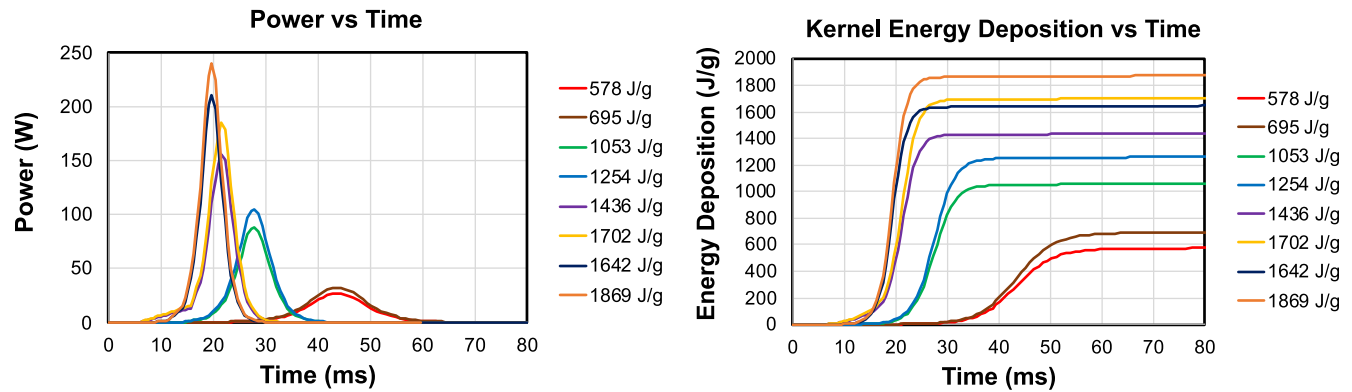 Power vs Time
Power (W)
250
200
150
100
50
0
0 10 20 30 40 50 60 70 80
Time (ms)
578 J/g
695 J/g
1053 J/g
1254 J/g
1436 J/g
1702 J/g
1642 J/g
1869 J/g
Kernel Energy Deposition vs Time
Energy Deposition (J/g)
2000
1800
1600
1400
1200
1000
800
600
400
200
0
0 10 20 30 40 50 60 70 80
Time (ms)
578 J/g
695 J/g
1053 J/g
1254 J/g
1436 J/g
1702 J/g
1642 J/g
1869 J/g